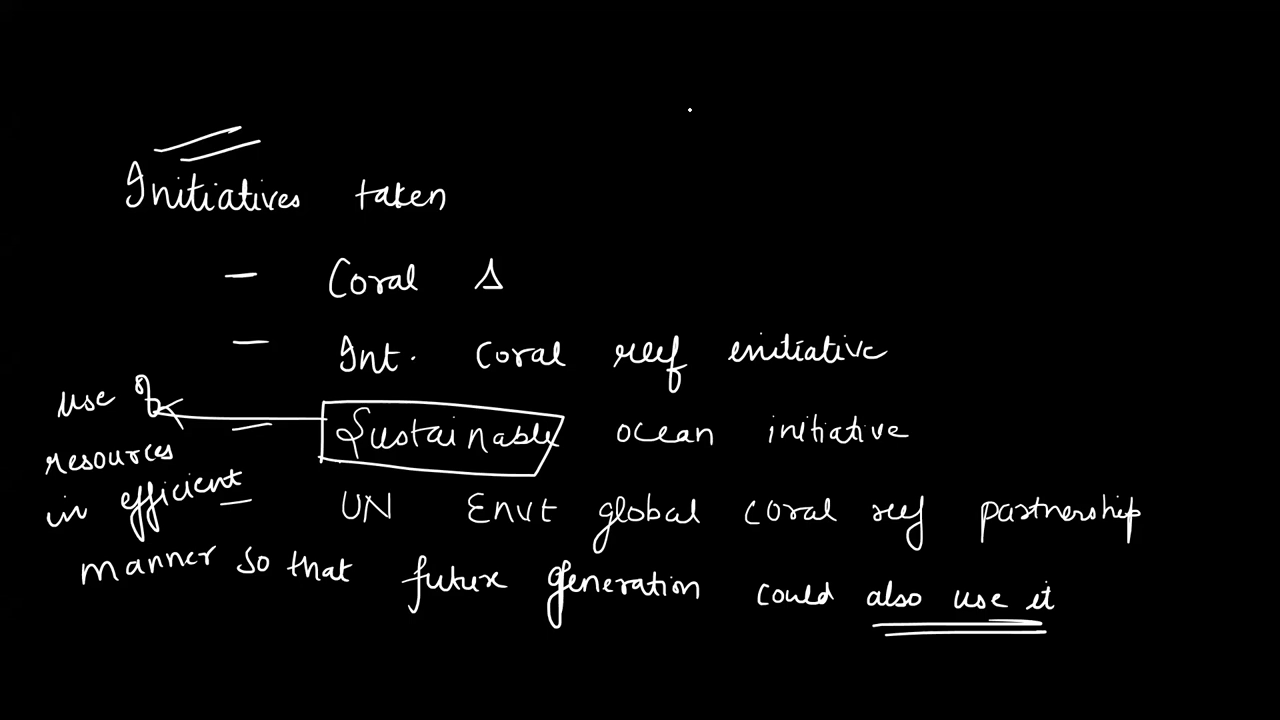 Initiatives taken
- Coral Δ
- Int. Coral reef initiative
- Sustainable ocean initiative
- UN Envt global coral reef partnership
use of
resources
in efficient
manner so that future generation could also use it